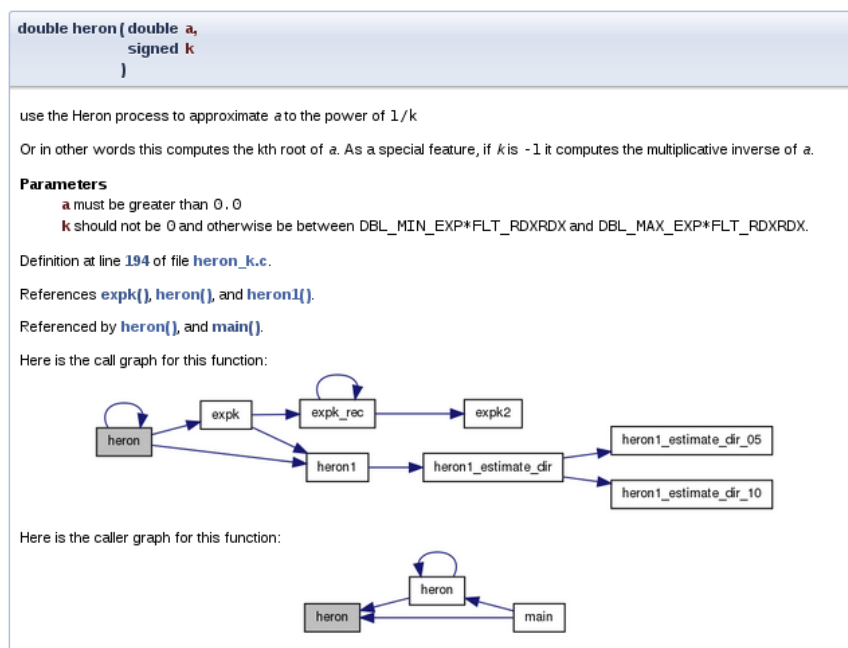 double heron ( double a,
signed k
)
use the Heron process to approximate a to the power of 1/k
Or in other words this computes the kth root of a. As a special feature, if k is -1 it computes the multiplicative inverse of a.
Parameters
a must be greater than 0.0
k should not be 0 and otherwise be between DBL_MIN_EXP*FLT_RDXRDX and DBL_MAX_EXP*FLT_RDXRDX.
Definition at line 194 of file heron_k.c.
References expk(), heron(), and heron1().
Referenced by heron(), and main().
Here is the call graph for this function:
heron
expk
expk_rec
expk2
heron1
heron1_estimate_dir
heron1_estimate_dir_05
heron1_estimate_dir_10
Here is the caller graph for this function:
heron
heron
main